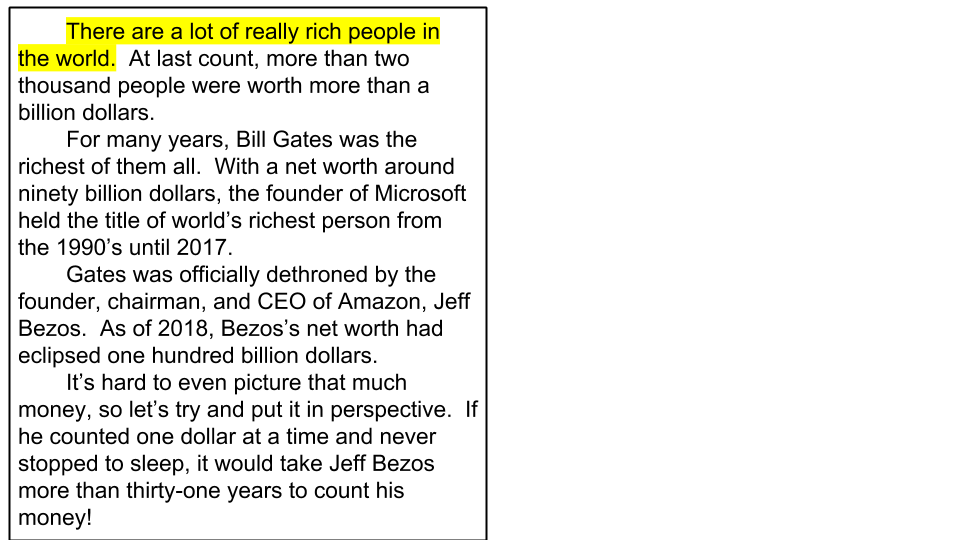 There are a lot of really rich people in
the world.  At last count, more than two
thousand people were worth more than a
billion dollars.
For many years, Bill Gates was the
richest of them all.  With a net worth around
ninety billion dollars, the founder of Microsoft
held the title of world’s richest person from
the 1990’s until 2017.
Gates was officially dethroned by the
founder, chairman, and CEO of Amazon, Jeff
Bezos.  As of 2018, Bezos’s net worth had
eclipsed one hundred billion dollars.
It’s hard to even picture that much
money, so let’s try and put it in perspective.  If
he counted one dollar at a time and never
stopped to sleep, it would take Jeff Bezos
more than thirty-one years to count his
money!